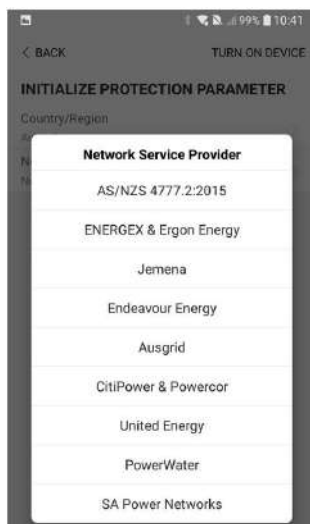 99% 10:41
< BACK TURN ON DEVICE
INITIALIZE PROTECTION PARAMETER
Country/Region
Network Service Provider
AS/NZS 4777.2:2015
ENERGEX & Ergon Energy
Jemena
Endeavour Energy
Ausgrid
CitiPower & Powercor
United Energy
PowerWater
SA Power Networks